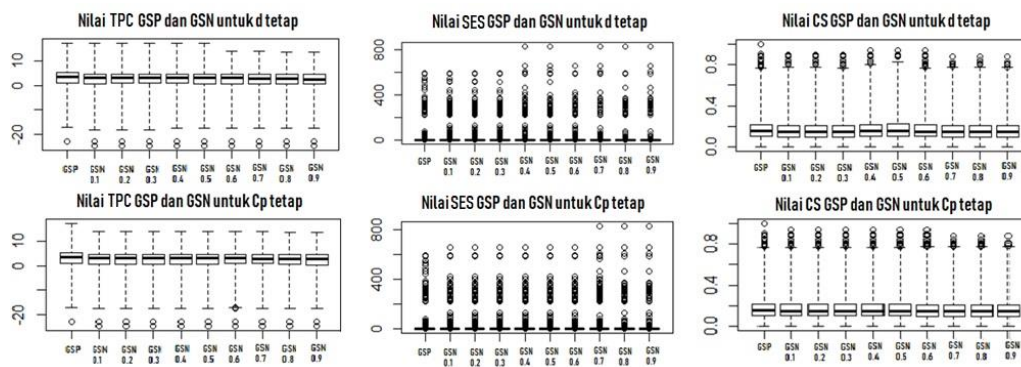 Nilai TPC GSP dan GSN untuk d tetap
10
0
-20
GSP GSN 0.1 GSN 0.2 GSN 0.3 GSN 0.4 GSN 0.5 GSN 0.6 GSN 0.7 GSN 0.8 GSN 0.9
Nilai SES GSP dan GSN untuk d tetap
800
400
0
GSP GSN 0.1 GSN 0.2 GSN 0.3 GSN 0.4 GSN 0.5 GSN 0.6 GSN 0.7 GSN 0.8 GSN 0.9
Nilai CS GSP dan GSN untuk d tetap
0.8
0.4
0.0
GSP GSN 0.1 GSN 0.2 GSN 0.3 GSN 0.4 GSN 0.5 GSN 0.6 GSN 0.7 GSN 0.8 GSN 0.9
Nilai TPC GSP dan GSN untuk Cp tetap
10
0
-20
GSP GSN 0.1 GSN 0.2 GSN 0.3 GSN 0.4 GSN 0.5 GSN 0.6 GSN 0.7 GSN 0.8 GSN 0.9
Nilai SES GSP dan GSN untuk Cp tetap
800
400
0
GSP GSN 0.1 GSN 0.2 GSN 0.3 GSN 0.4 GSN 0.5 GSN 0.6 GSN 0.7 GSN 0.8 GSN 0.9
Nilai CS GSP dan GSN untuk Cp tetap
0.8
0.4
0.0
GSP GSN 0.1 GSN 0.2 GSN 0.3 GSN 0.4 GSN 0.5 GSN 0.6 GSN 0.7 GSN 0.8 GSN 0.9